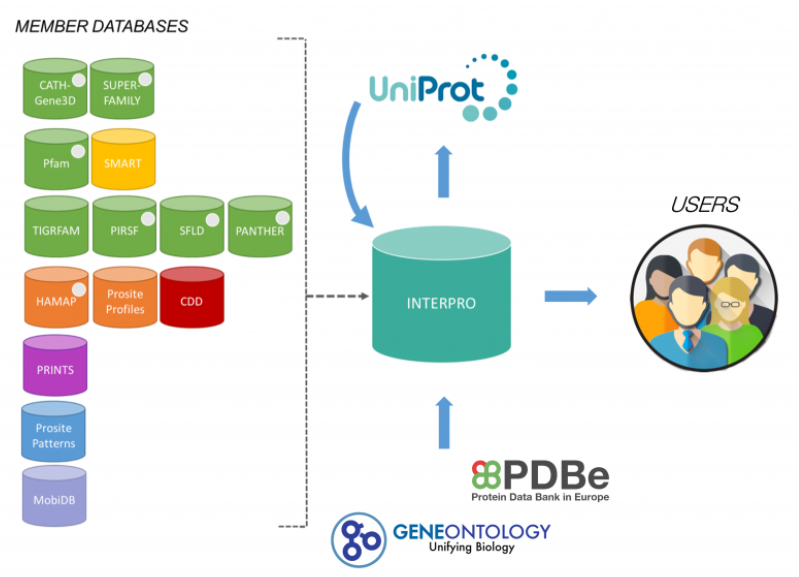 MEMBER DATABASES
CATH-
Gene3D
SUPER-
FAMILY
Pfam
SMART
TIGRFAM
PIRSF
SFLD
PANTHER
HAMAP
Prosite
Profiles
CDD
PRINTS
Prosite
Patterns
MobiDB
UniProt
INTERPRO
USERS
PDBe
Protein Data Bank in Europe
GENEONTOLOGY
Unifying Biology